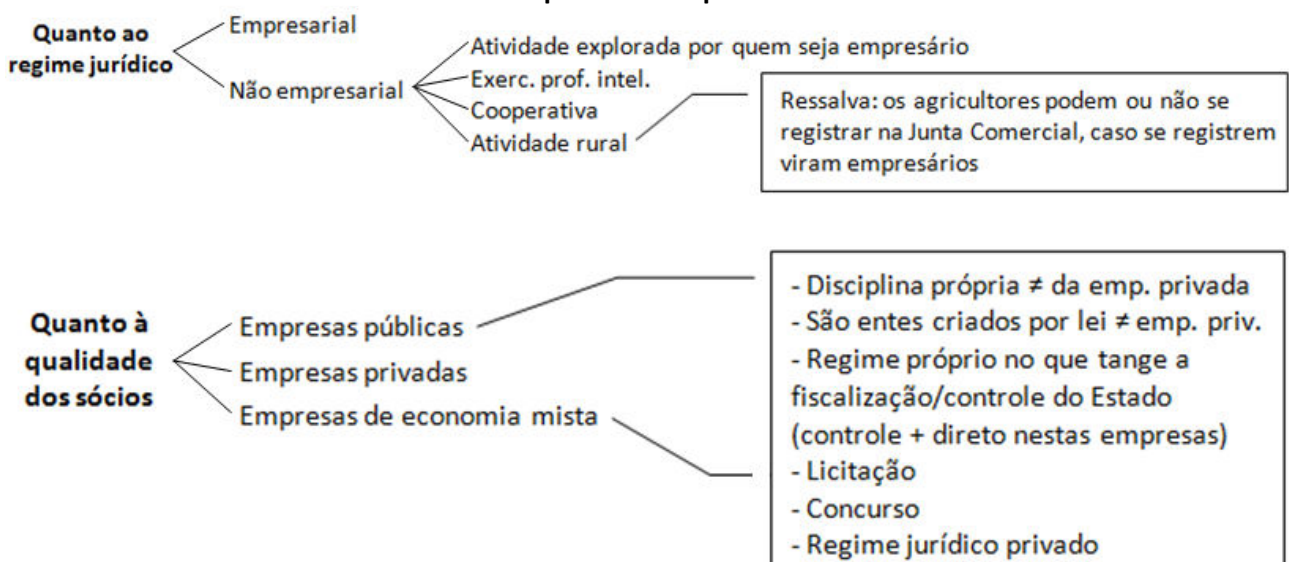 Quanto ao
regime jurídico
Empresarial
Não empresarial
Atividade explorada por quem seja empresário
Exerc. prof. intel.
Cooperativa
Atividade rural
Ressalva: os agricultores podem ou não se
registrar na Junta Comercial, caso se registrem
viram empresários
Quanto à
qualidade
dos sócios
Empresas públicas
Empresas privadas
Empresas de economia mista
- Disciplina própria ≠ da emp. privada
- São entes criados por lei ≠ emp. priv.
- Regime próprio no que tange a
fiscalização/controle do Estado
(controle + direto nestas empresas)
- Licitação
- Concurso
- Regime jurídico privado